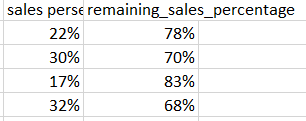 sales perse remaining_sales_percentage
22% 78%
30% 70%
17% 83%
32% 68%